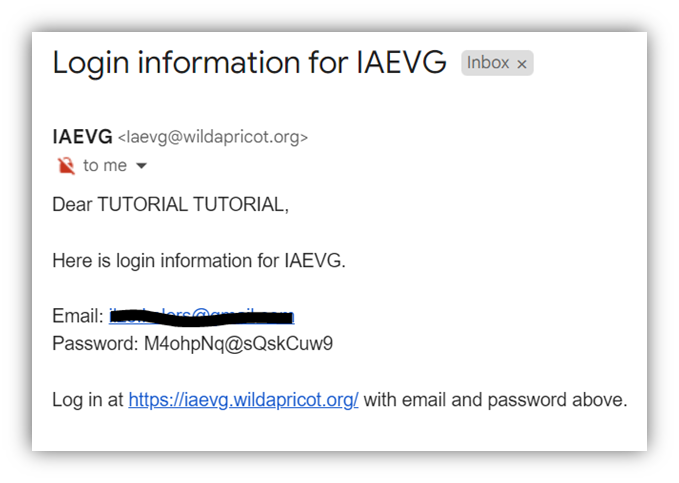 Login information for IAEVG Inbox ×
IAEVG <Iaevg@wildapricot.org>
to me
Dear TUTORIAL TUTORIAL,
Here is login information for IAEVG.
Email:
Password: M4ohpNq@sQskCuw9
Log in at https://iaevg.wildapricot.org/ with email and password above.